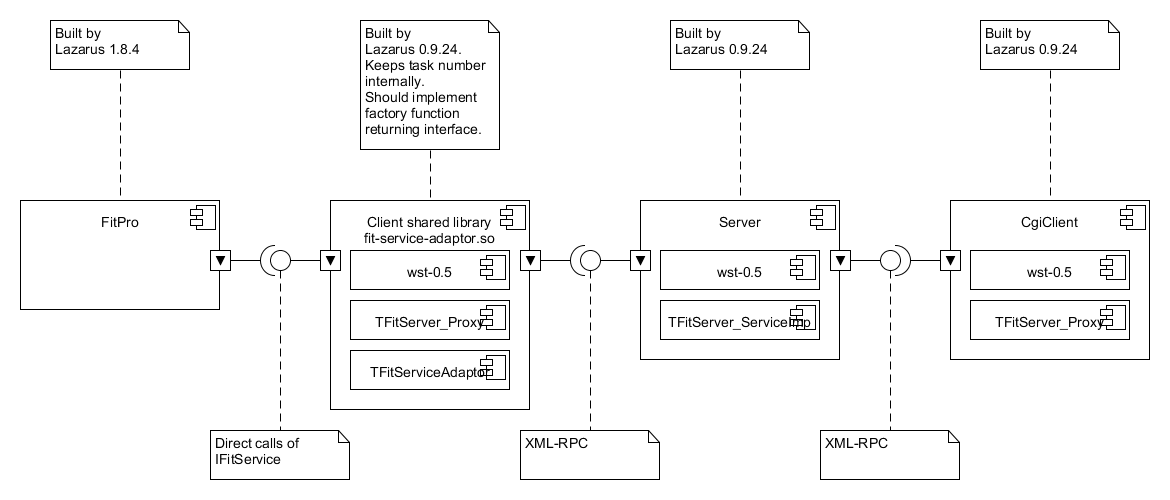 Built by
Lazarus 1.8.4
Built by
Lazarus 0.9.24.
Keeps task number
internally.
Should implement
factory function
returning interface.
Built by
Lazarus 0.9.24
Built by
Lazarus 0.9.24
FitPro
Client shared library
fit-service-adaptor.so
wst-0.5
TFitServer_Proxy
TFitServiceAdaptor
Server
wst-0.5
TFitServer_ServiceImp
CgiClient
wst-0.5
TFitServer_Proxy
Direct calls of
IFitService
XML-RPC
XML-RPC